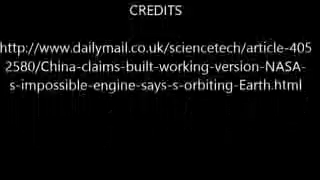 CREDITS
http://www.dailymail.co.uk/sciencetech/article-405
2580/China-claims-built-working-version-NASA-
s-impossible-engine-says-s-orbiting-Earth.html